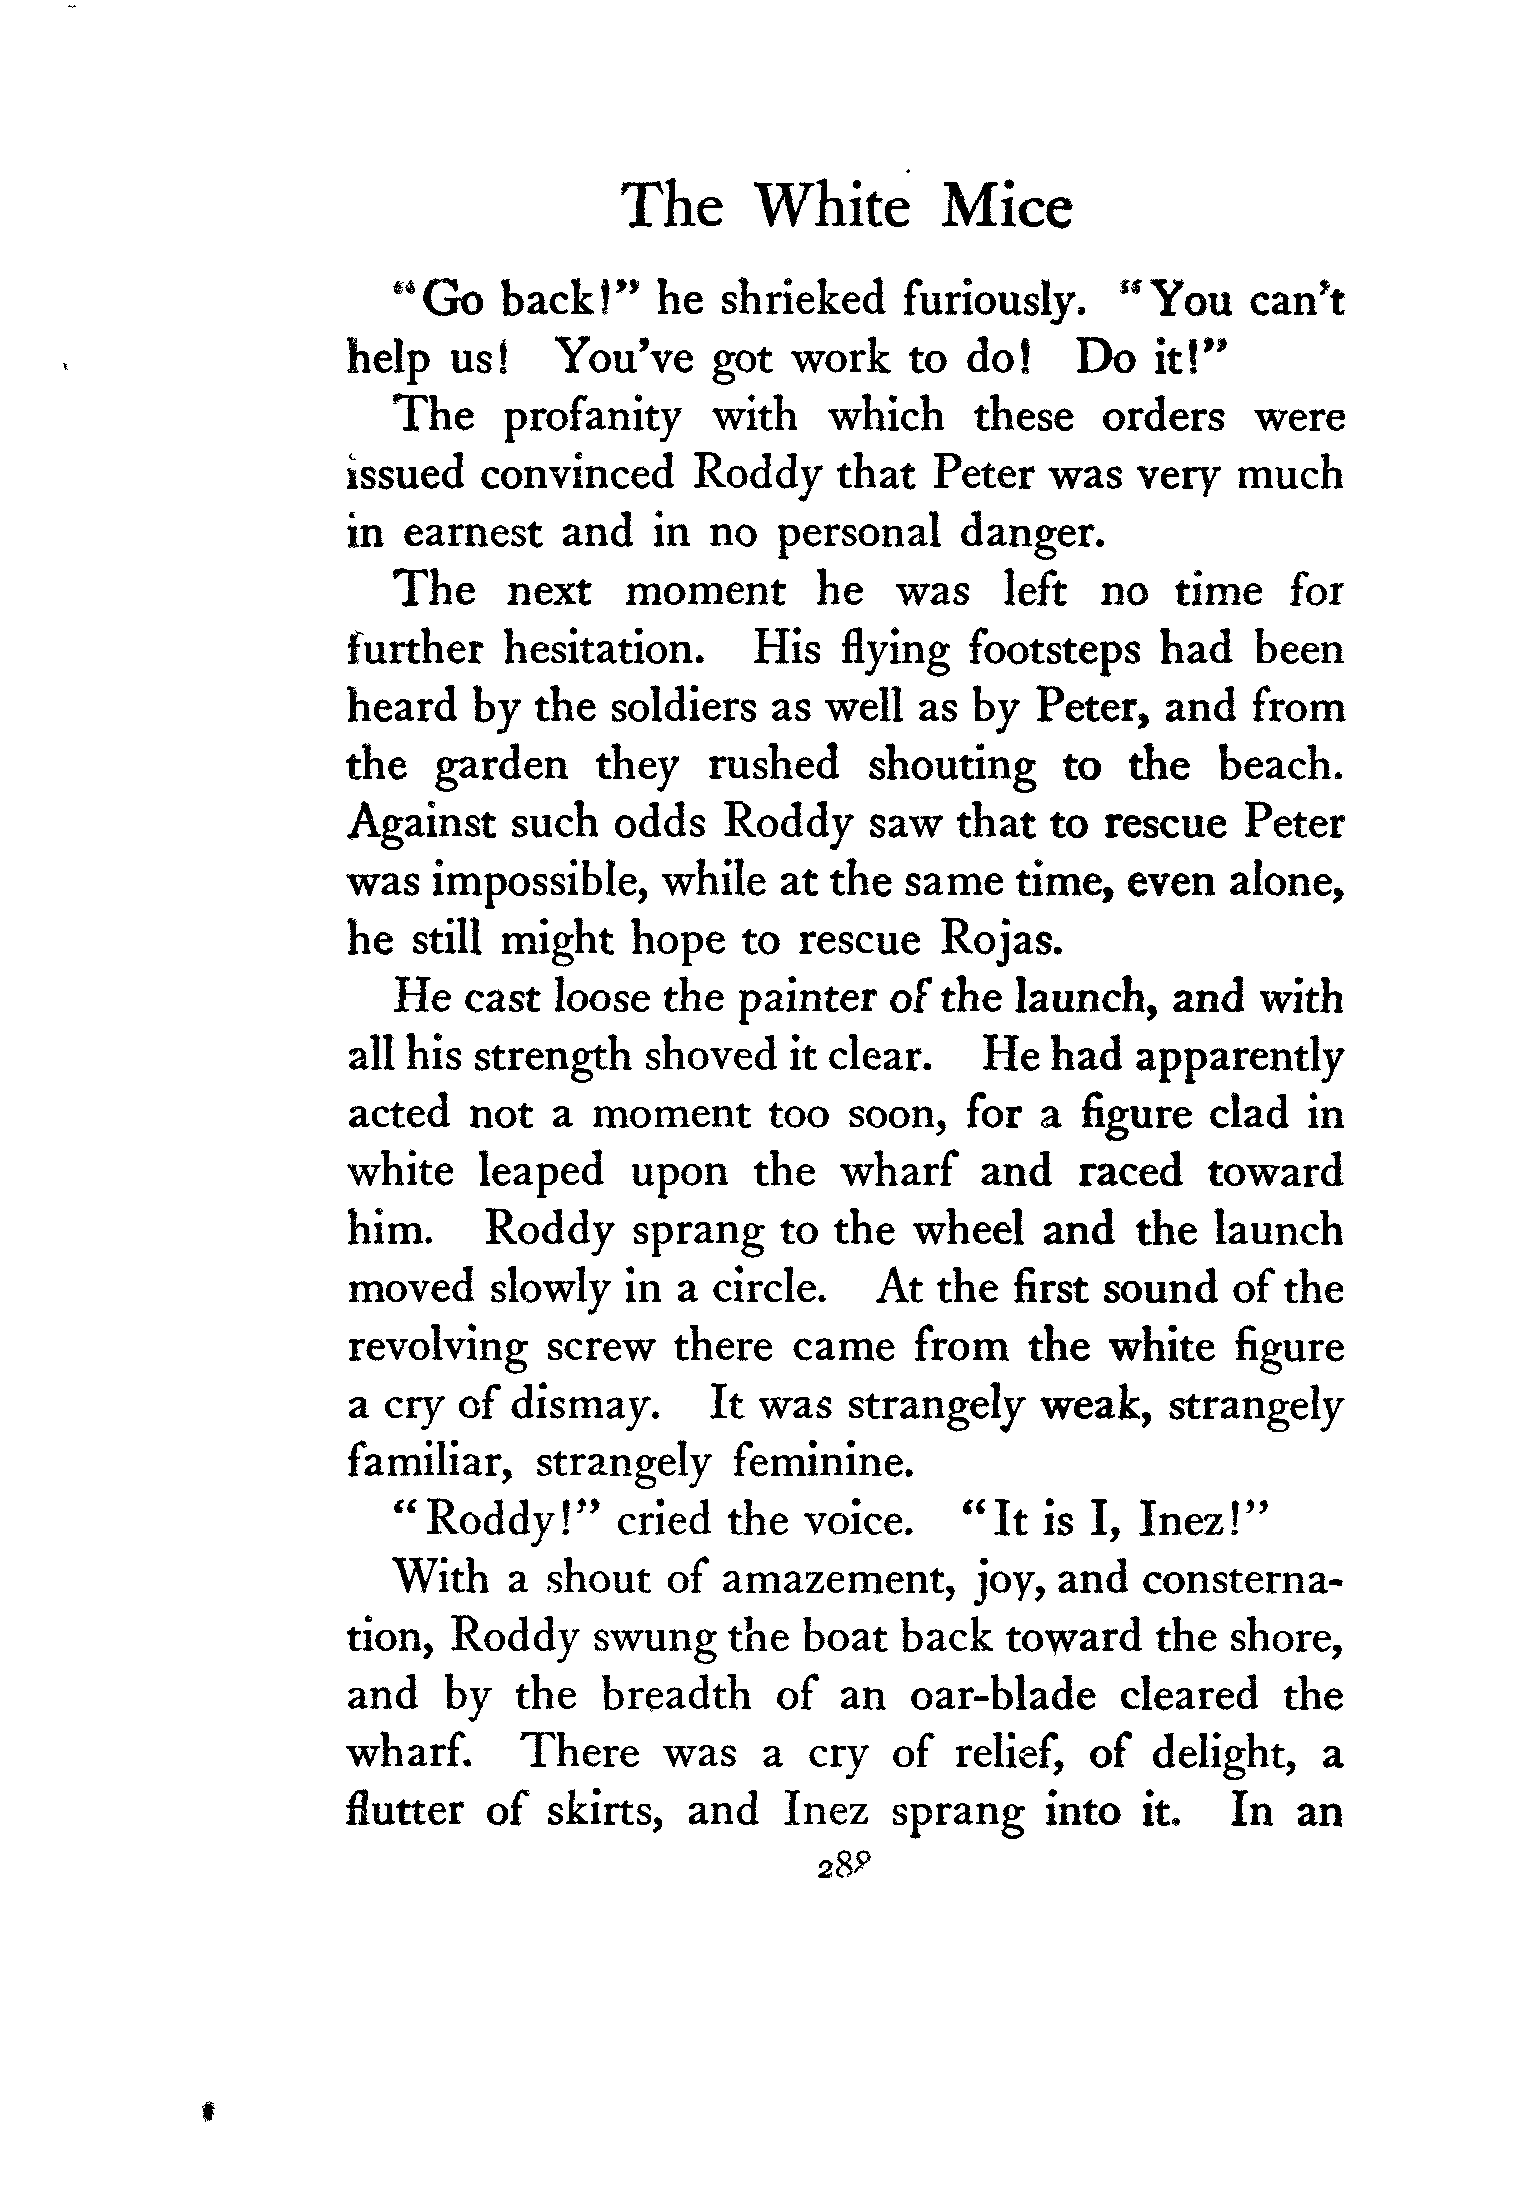 The White Mice
"Go back!" he shrieked furiously. "You can't
help us! You've got work to do! Do it!"
The profanity with which these orders were
issued convinced Roddy that Peter was very much
in earnest and in no personal danger.
The next moment he was left no time for
further hesitation. His flying footsteps had been
heard by the soldiers as well as by Peter, and from
the garden they rushed shouting to the beach.
Against such odds Roddy saw that to rescue Peter
was impossible, while at the same time, even alone,
he still might hope to rescue Rojas.
He cast loose the painter of the launch, and with
all his strength shoved it clear. He had apparently
acted not a moment too soon, for a figure clad in
white leaped upon the wharf and raced toward
him. Roddy sprang to the wheel and the launch
moved slowly in a circle. At the first sound of the
revolving screw there came from the white figure
a cry of dismay. It was strangely weak, strangely
familiar, strangely feminine.
"Roddy!" cried the voice. "It is I, Inez!"
With a shout of amazement, joy, and consterna-
tion, Roddy swung the boat back toward the shore,
and by the breadth of an oar-blade cleared the
wharf. There was a cry of relief, of delight, a
flutter of skirts, and Inez sprang into it. In an